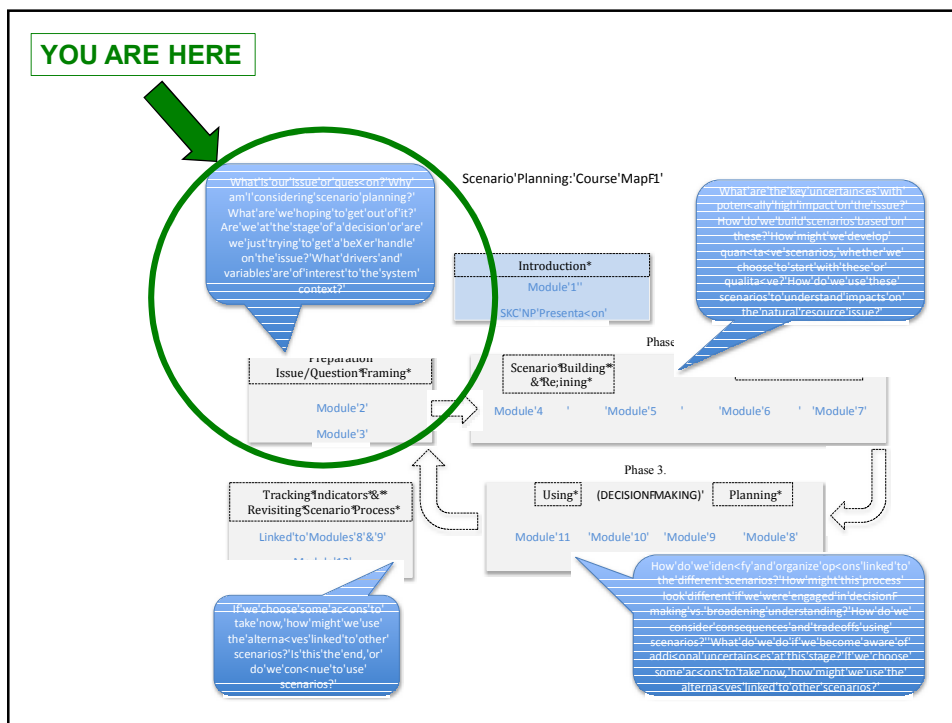 YOU ARE HERE
Scenario'Planning:'Course'MapF1'
What'is'our'issue'or'ques<on?'Why'
am'I'considering'scenario'planning?'
What'are'we'hoping'to'get'out'of'it?'
Are'we'at'the'stage'of'a'decision'or'are'
we'just'trying'to'get'a'beXer'handle'
on'the'issue?'What'drivers'and'
variables'are'of'interest'to'the'system'
context?'
What'are'the'key'uncertain<es'with'
poten<ally'high'impact'on'the'issue?'
How'do'we'build'scenarios'based'on'
these?'How'might'we'develop'
quan<ta<ve'scenarios,'whether'we'
choose'to'start'with'these'or'
qualita<ve?'How'do'we'use'these'
scenarios'to'understand'impacts'on'
the'natural'resource'issue?'
Introduction*
Module'1''
SKC'NP'Presenta<on'
Preparation
Issue/Question*Framing*
Module'2'
Module'3'
Phase
Scenario*Building*
&*Re;ining*
Module'4 ' 'Module'5 ' 'Module'6 ' 'Module'7'
Phase 3.
Using* (DECISIONFMAKING)' Planning*
Module'11 'Module'10' 'Module'9 'Module'8'
Tracking*Indicators*&*
Revisiting*Scenario*Process*
Linked'to'Modules'8'&'9'
If'we'choose'some'ac<ons'to'
take'now,'how'might'we'use'
the'alterna<ves'linked'to'other'
scenarios?'Is'this'the'end,'or'
do'we'con<nue'to'use'
scenarios?'
How'do'we'iden<fy'and'organize'op<ons'linked'to'
the'different'scenarios?'How'might'this'process'
look'different'if'we'were'engaged'in'decisionF
making'vs.'broadening'understanding?'How'do'we'
consider'consequences'and'tradeoffs'using'
scenarios?''What'do'we'do'if'we'become'aware'of'
addi<onal'uncertain<es'at'this'stage?'If'we'choose'
some'ac<ons'to'take'now,'how'might'we'use'the'
alterna<ves'linked'to'other'scenarios?'